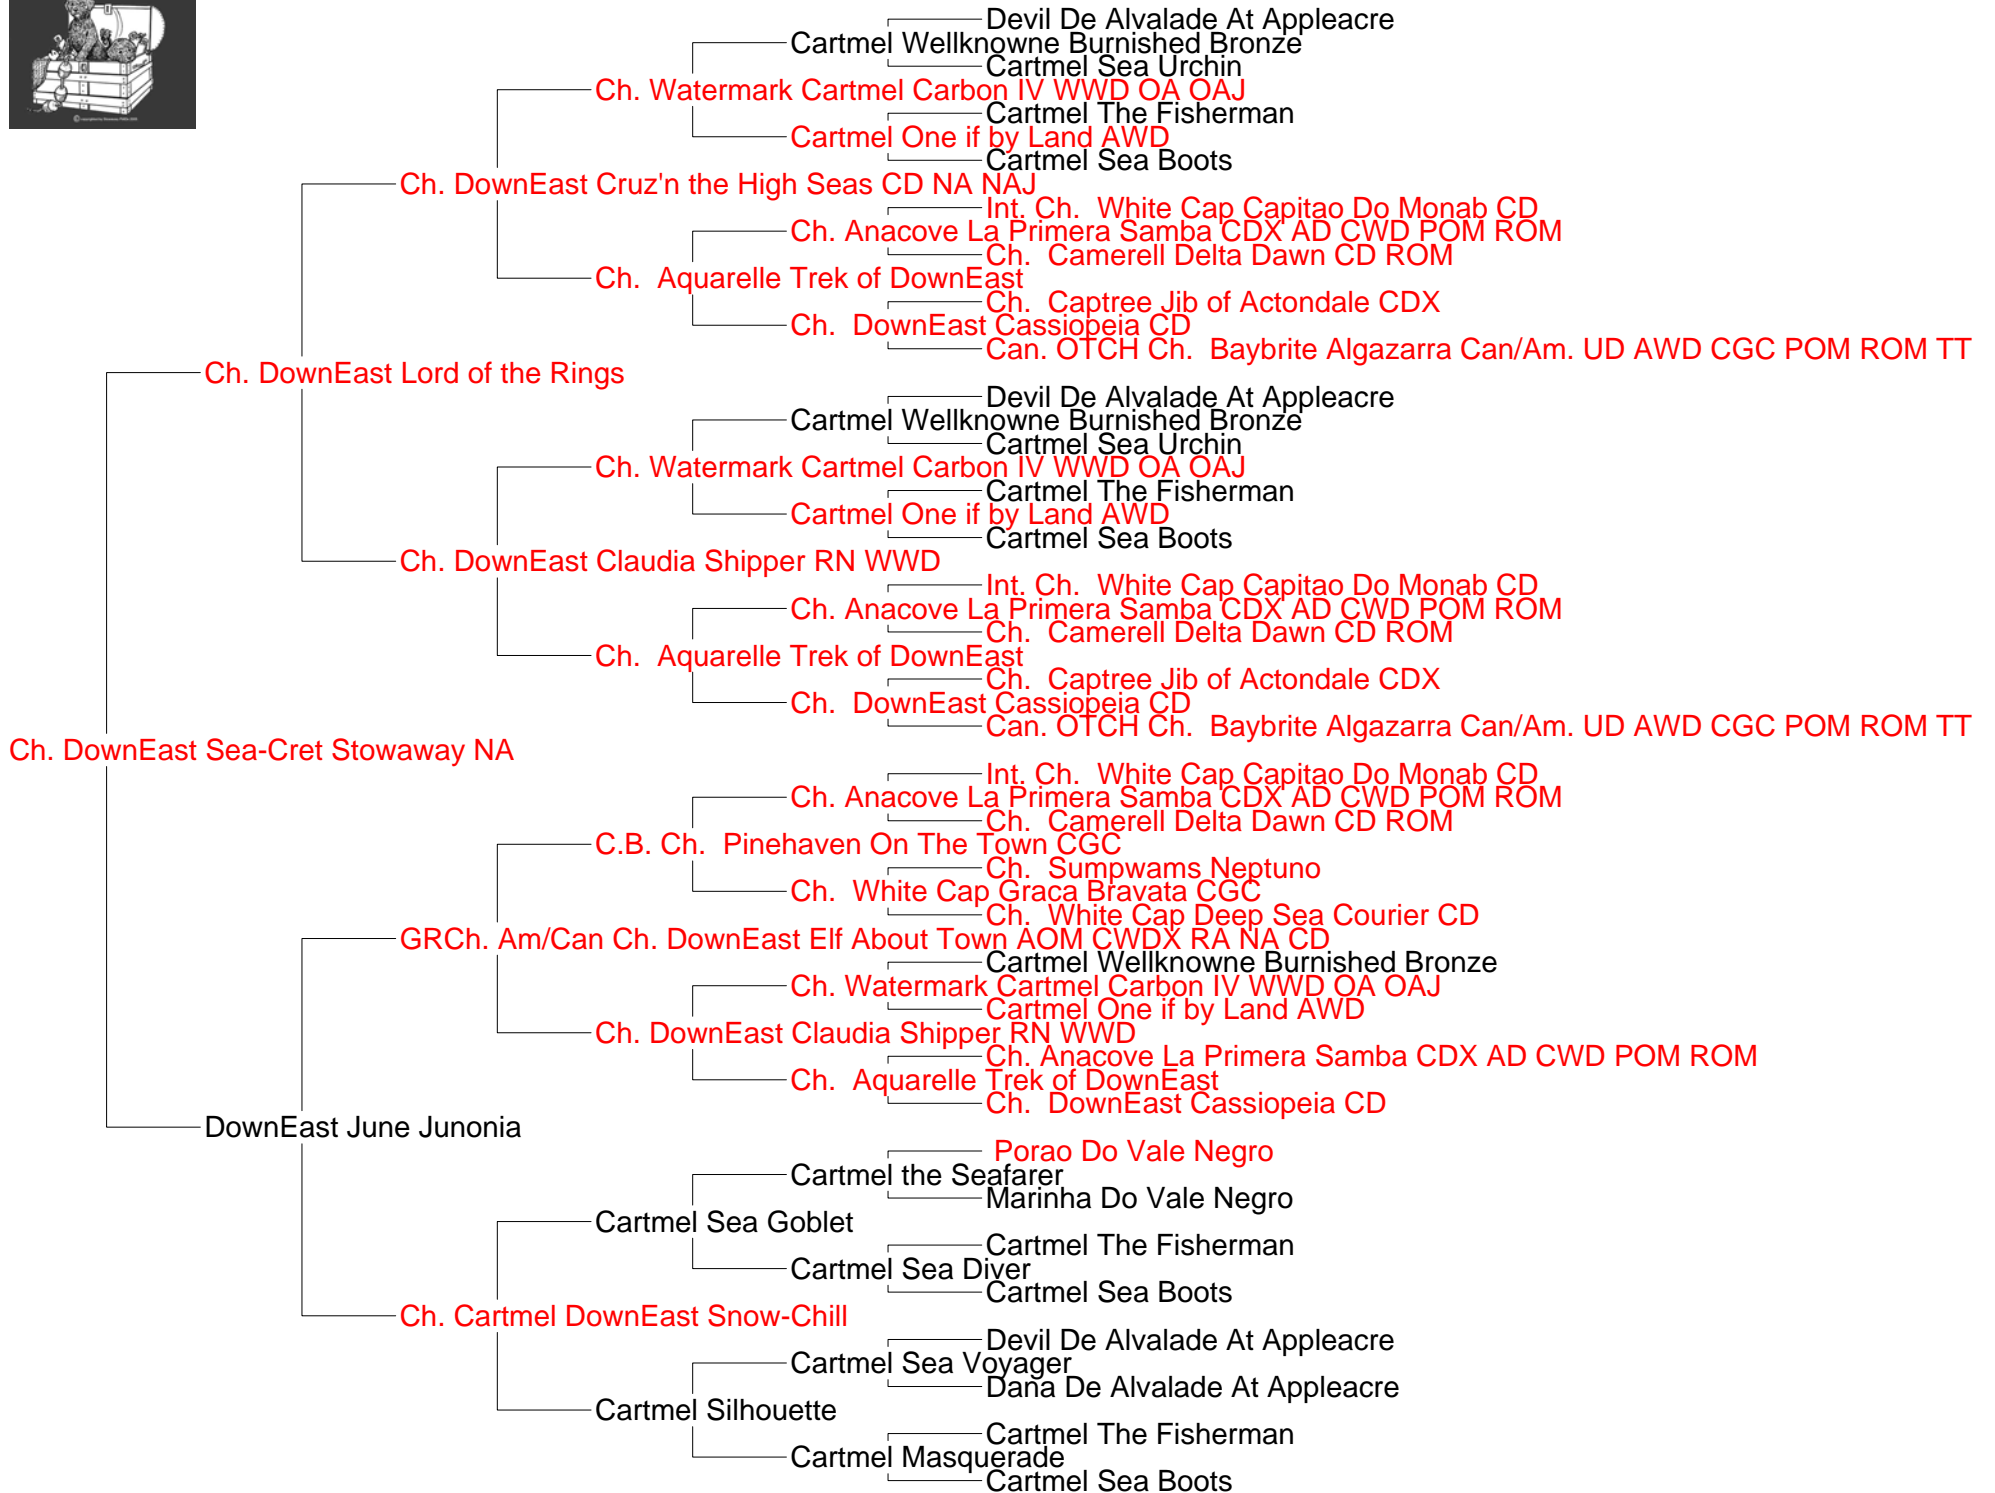 Devil De Alvalade At Appleacre
Cartmel Wellknowne Burnished Bronze
Cartmel Sea Urchin
Ch. Watermark Cartmel Carbon IV WWD OA OAJ
Cartmel The Fisherman
Cartmel One if by Land AWD
Cartmel Sea Boots
Ch. DownEast Cruz'n the High Seas CD NA NAJ
Int. Ch.  White Cap Capitao Do Monab CD
Ch. Anacove La Primera Samba CDX AD CWD POM ROM
Ch.  Camerell Delta Dawn CD ROM
Ch.  Aquarelle Trek of DownEast
Ch.  Captree Jib of Actondale CDX
Ch.  DownEast Cassiopeia CD
Can. OTCH Ch.  Baybrite Algazarra Can/Am. UD AWD CGC POM ROM TT
Ch. DownEast Lord of the Rings
Devil De Alvalade At Appleacre
Cartmel Wellknowne Burnished Bronze
Cartmel Sea Urchin
Ch. Watermark Cartmel Carbon IV WWD OA OAJ
Cartmel The Fisherman
Cartmel One if by Land AWD
Cartmel Sea Boots
Ch. DownEast Claudia Shipper RN WWD
Int. Ch.  White Cap Capitao Do Monab CD
Ch. Anacove La Primera Samba CDX AD CWD POM ROM
Ch.  Camerell Delta Dawn CD ROM
Ch.  Aquarelle Trek of DownEast
Ch.  Captree Jib of Actondale CDX
Ch.  DownEast Cassiopeia CD
Can. OTCH Ch.  Baybrite Algazarra Can/Am. UD AWD CGC POM ROM TT
Ch. DownEast Sea-Cret Stowaway NA
Int. Ch.  White Cap Capitao Do Monab CD
Ch. Anacove La Primera Samba CDX AD CWD POM ROM
Ch.  Camerell Delta Dawn CD ROM
C.B. Ch.  Pinehaven On The Town CGC
Ch.  Sumpwams Neptuno
Ch.  White Cap Graca Bravata CGC
Ch.  White Cap Deep Sea Courier CD
GRCh. Am/Can Ch. DownEast Elf About Town AOM CWDX RA NA CD
Cartmel Wellknowne Burnished Bronze
Ch. Watermark Cartmel Carbon IV WWD OA OAJ
Cartmel One if by Land AWD
Ch. DownEast Claudia Shipper RN WWD
Ch. Anacove La Primera Samba CDX AD CWD POM ROM
Ch.  Aquarelle Trek of DownEast
Ch.  DownEast Cassiopeia CD
DownEast June Junonia
Porao Do Vale Negro
Cartmel the Seafarer
Marinha Do Vale Negro
Cartmel Sea Goblet
Cartmel The Fisherman
Cartmel Sea Diver
Cartmel Sea Boots
Ch. Cartmel DownEast Snow-Chill
Devil De Alvalade At Appleacre
Cartmel Sea Voyager
Dana De Alvalade At Appleacre
Cartmel Silhouette
Cartmel The Fisherman
Cartmel Masquerade
Cartmel Sea Boots